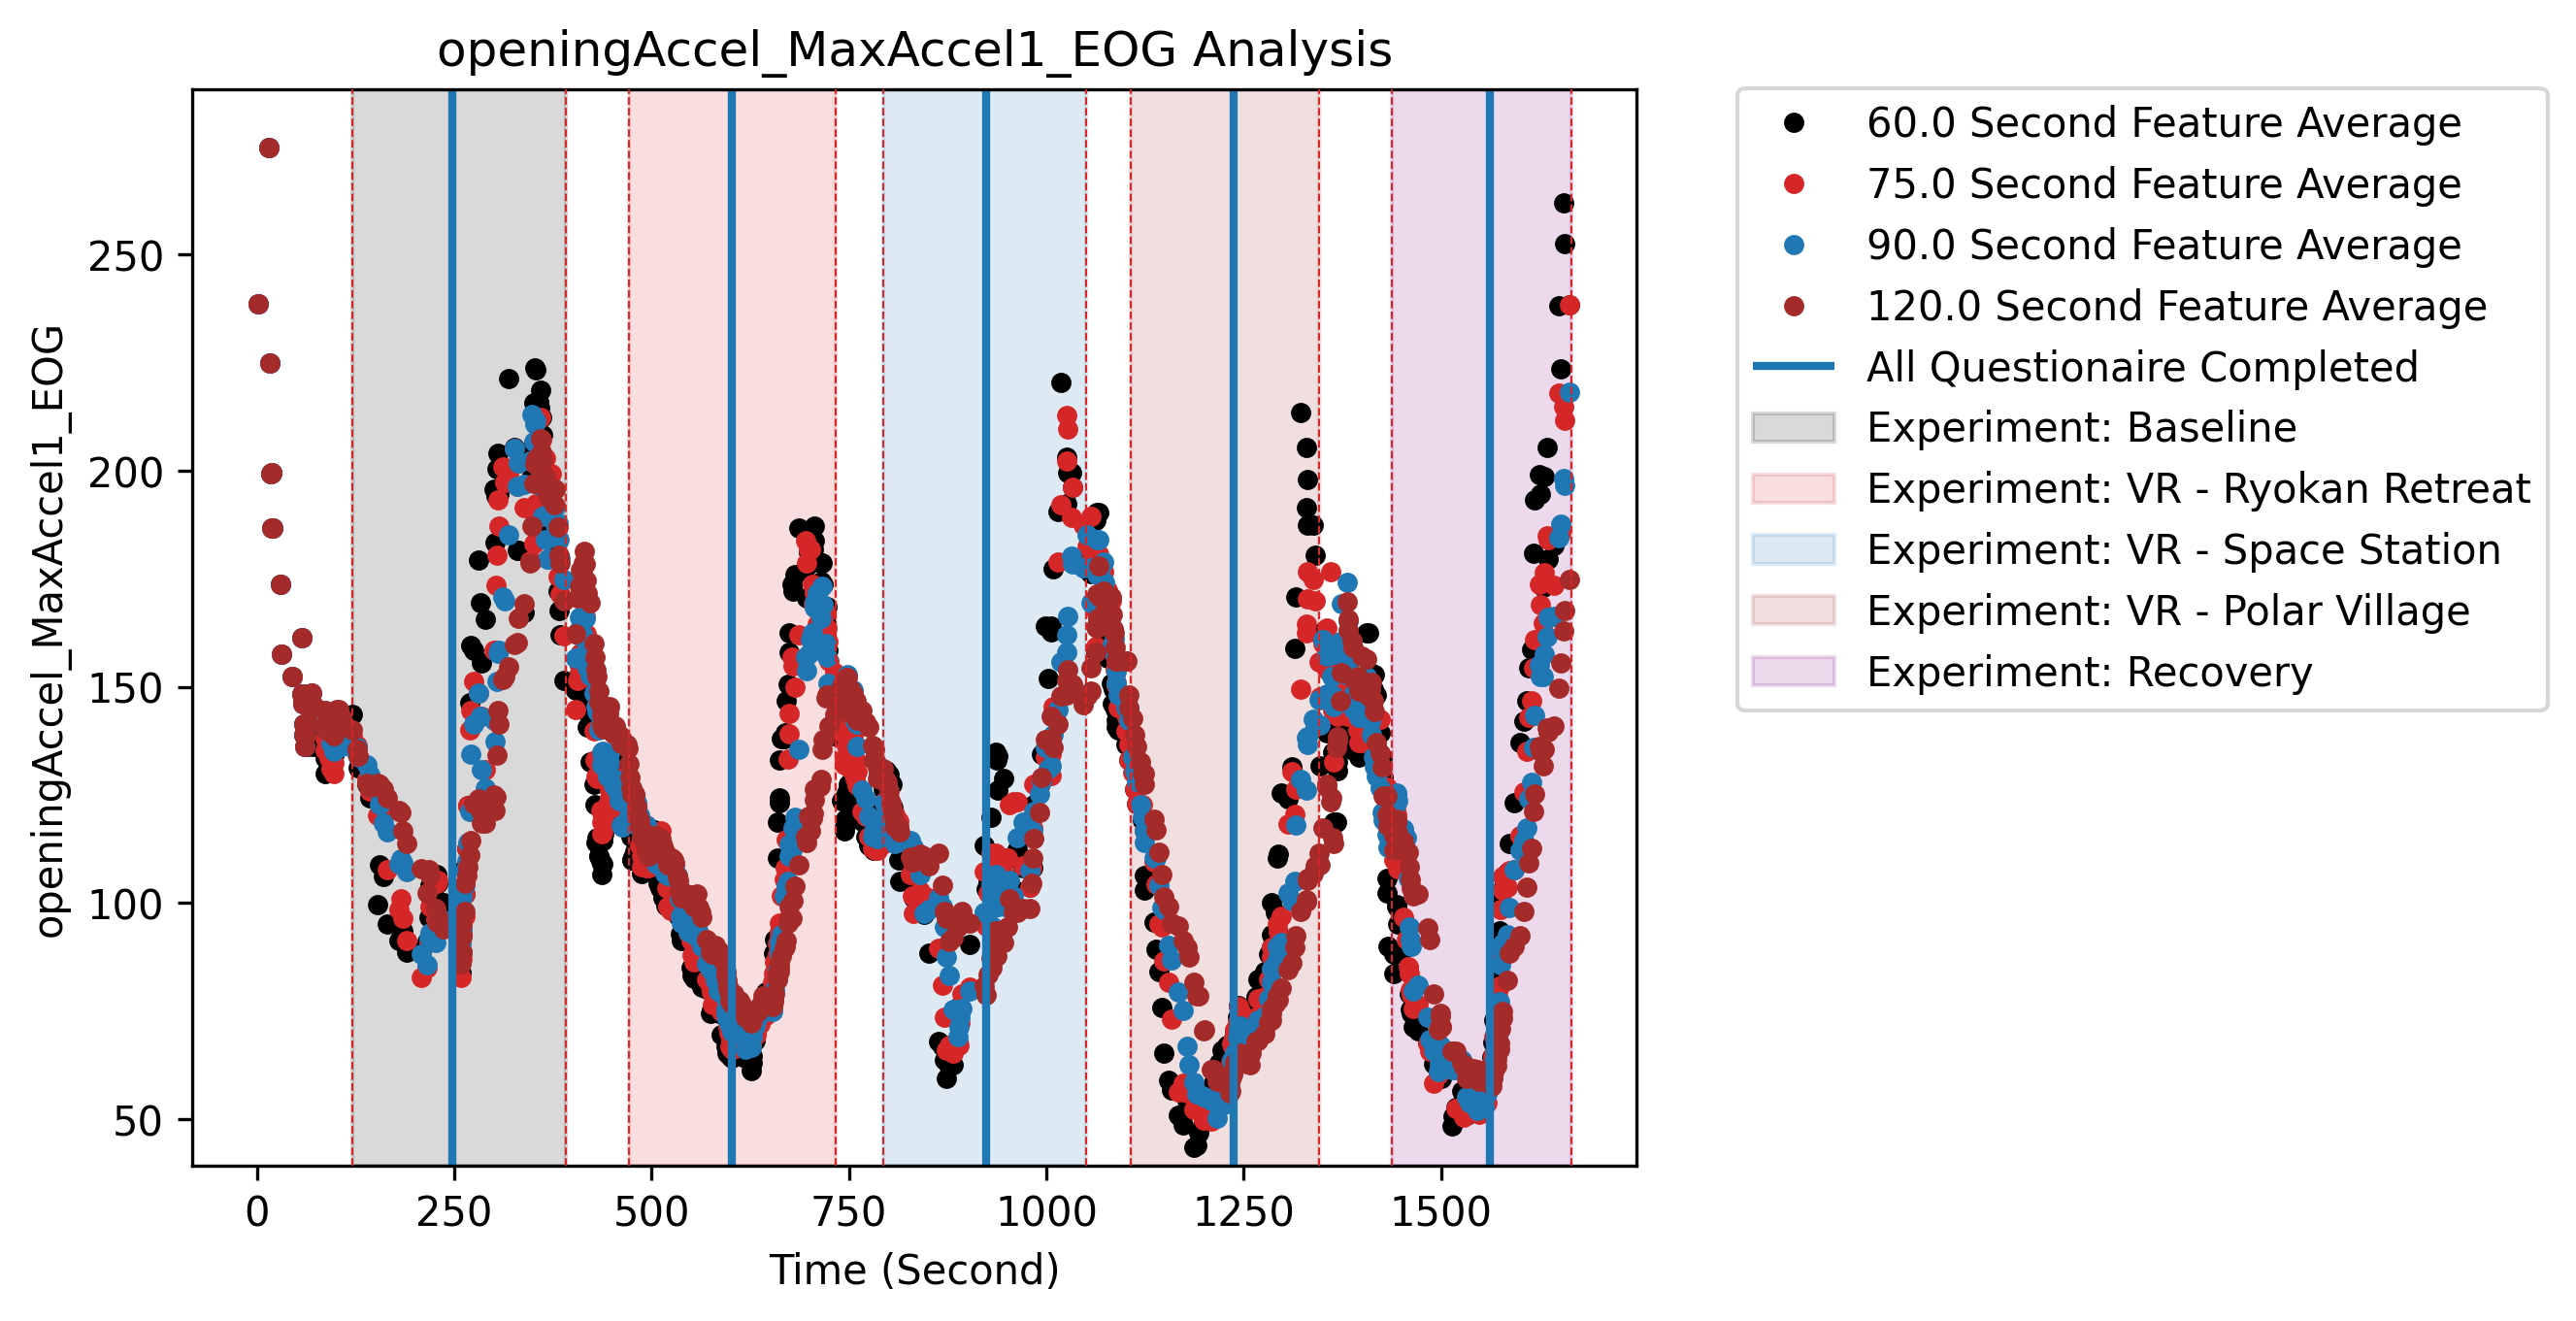 openingAccel_MaxAccel1_EOG Analysis
openingAccel_MaxAccel1_EOG
250
200
150
100
50
0 250 500 750 1000 1250 1500
Time (Second)
60.0 Second Feature Average
75.0 Second Feature Average
90.0 Second Feature Average
120.0 Second Feature Average
All Questionaire Completed
Experiment: Baseline
Experiment: VR - Ryokan Retreat
Experiment: VR - Space Station
Experiment: VR - Polar Village
Experiment: Recovery